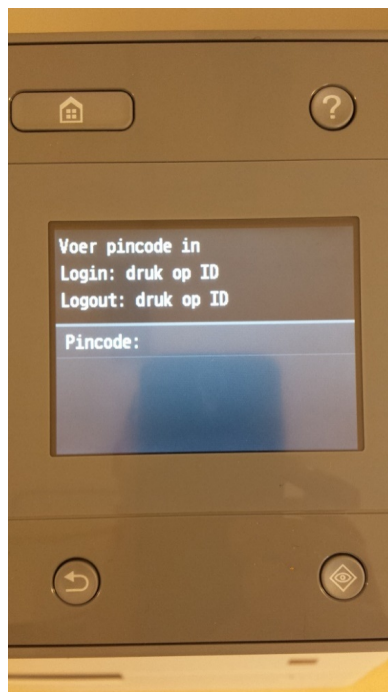 ?
Voer pincode in
Login: druk op ID
Logout: druk op ID
Pincode: